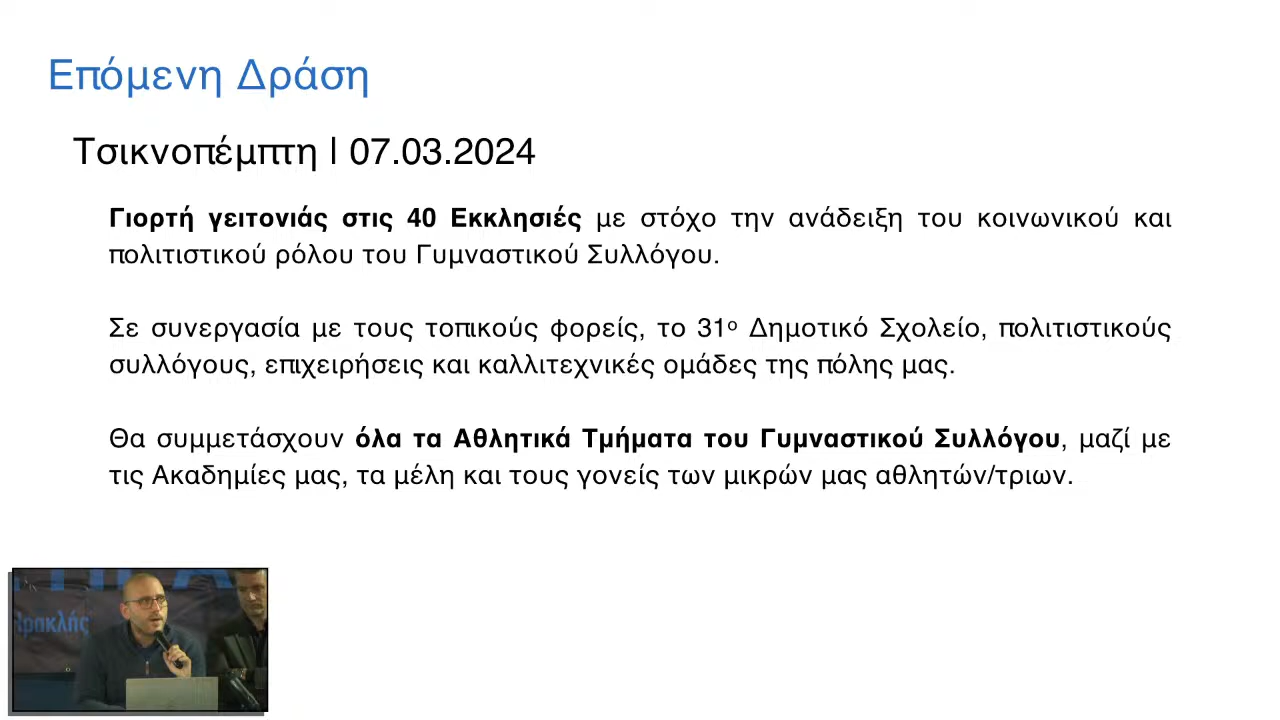 Επόμενη Δράση
Τσικνοπέμπτη | 07.03.2024
Γιορτή γειτονιάς στις 40 Εκκλησιές με στόχο την ανάδειξη του κοινωνικού και
πολιτιστικού ρόλου του Γυμναστικού Συλλόγου.
Σε συνεργασία με τους τοπικούς φορείς, το 31ο Δημοτικό Σχολείο, πολιτιστικούς
συλλόγους, επιχειρήσεις και καλλιτεχνικές ομάδες της πόλης μας.
Θα συμμετάσχουν όλα τα Αθλητικά Τμήματα του Γυμναστικού Συλλόγου, μαζί με
τις Ακαδημίες μας, τα μέλη και τους γονείς των μικρών μας αθλητών/τριων.